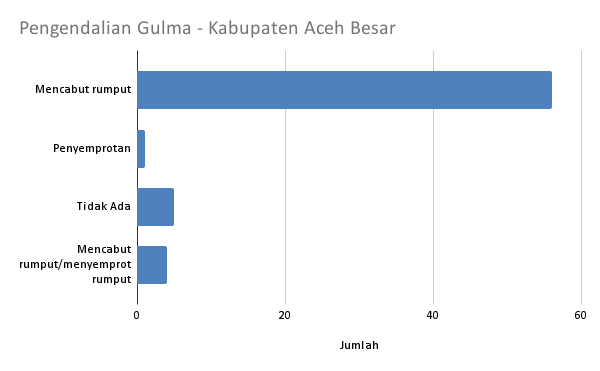 Pengendalian Gulma - Kabupaten Aceh Besar
Mencabut rumput
Penyemprotan
Tidak Ada
Mencabut
rumput/menyemprot
rumput
0
20
40
60
Jumlah